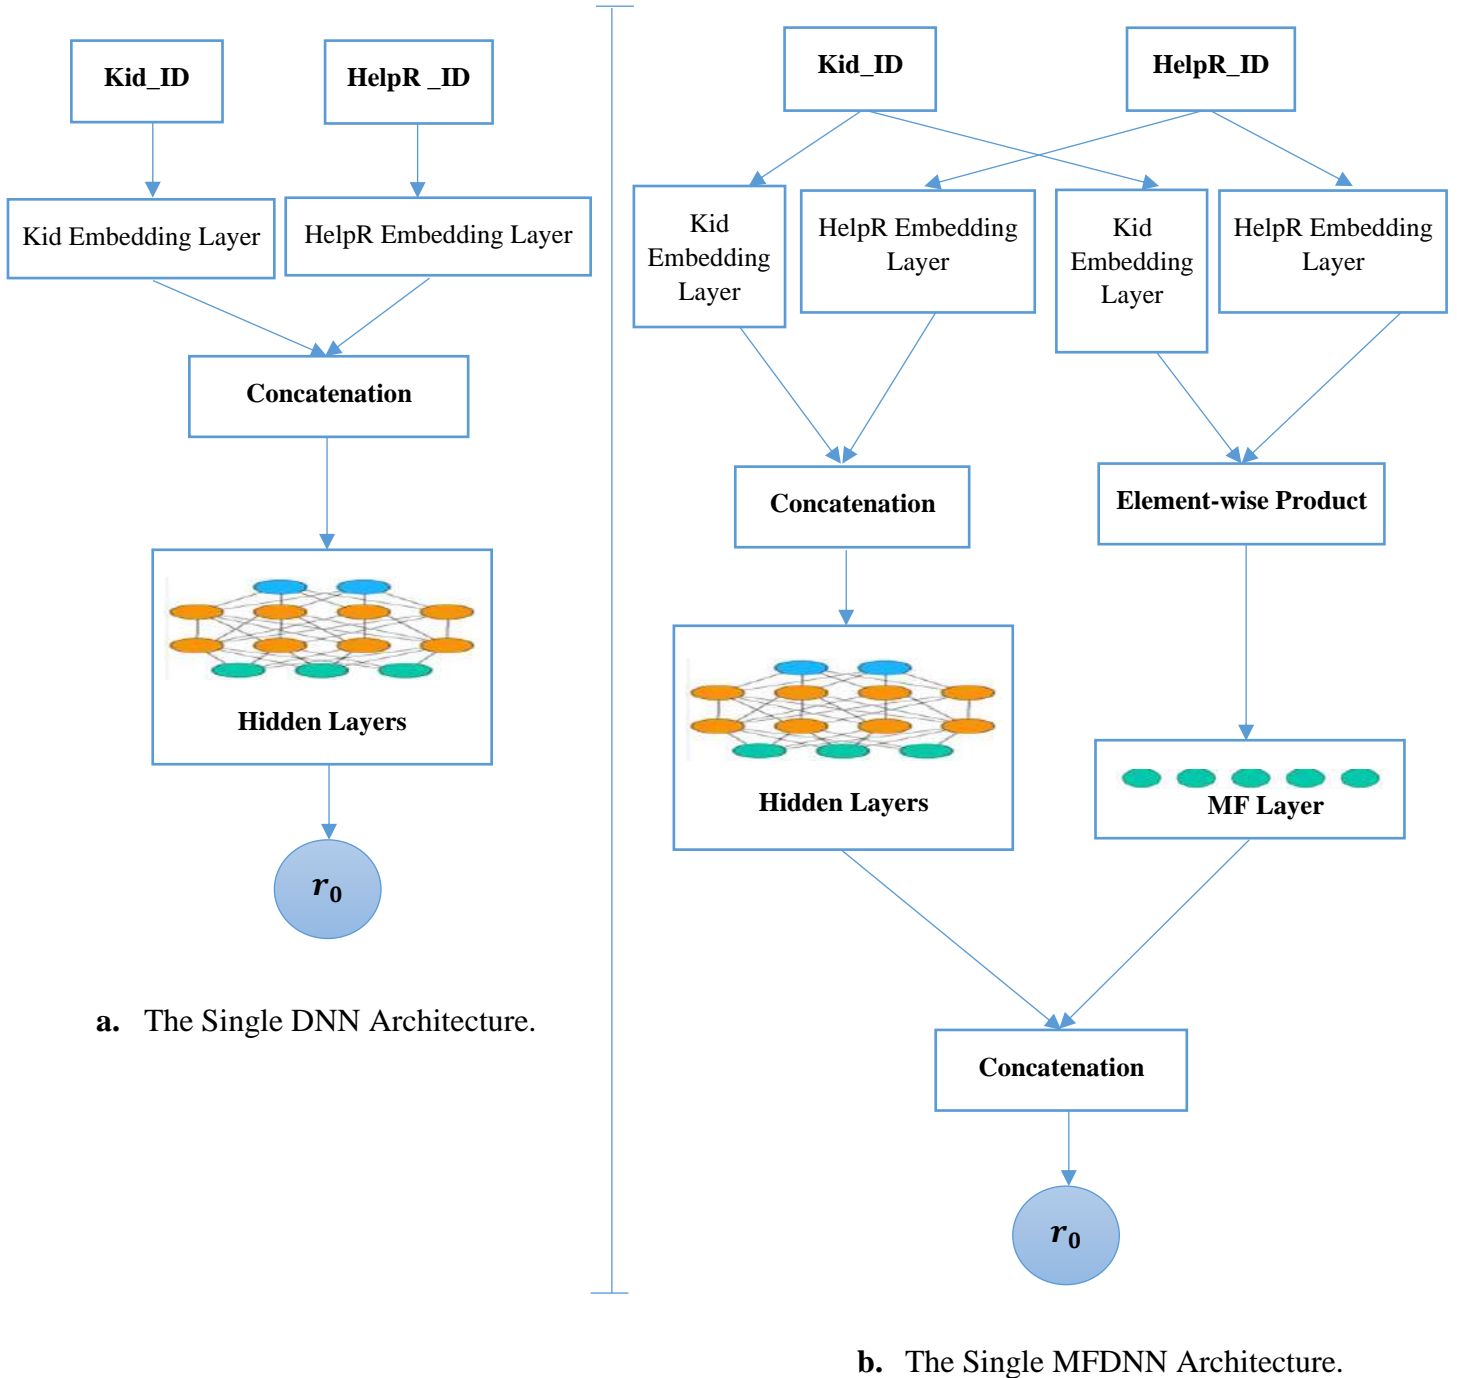 Kid_ID
HelpR _ID
Kid Embedding Layer
HelpR Embedding Layer
Concatenation
Hidden Layers
r₀
a. The Single DNN Architecture.
Kid_ID
HelpR_ID
Kid
Embedding
Layer
HelpR Embedding
Layer
Kid
Embedding
Layer
HelpR Embedding
Layer
Concatenation
Element-wise Product
Hidden Layers
MF Layer
Concatenation
r₀
b. The Single MFDNN Architecture.